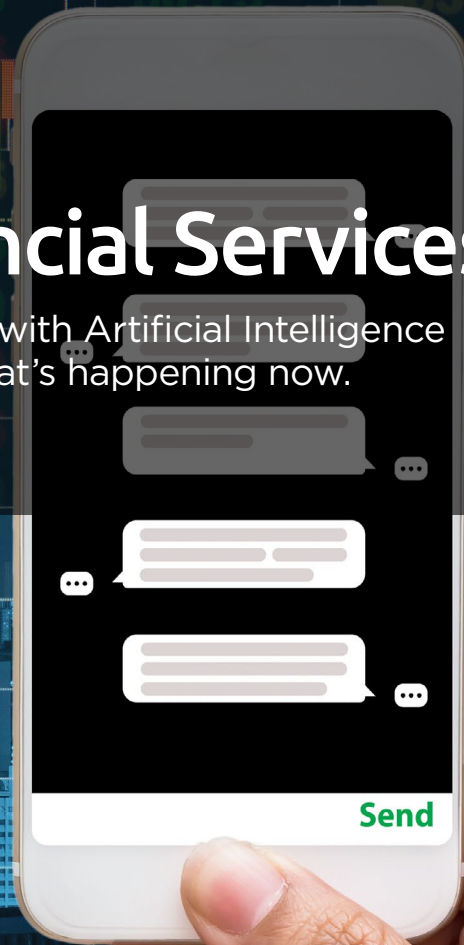 ncial Services
with Artificial Intelligence
at's happening now.
Send